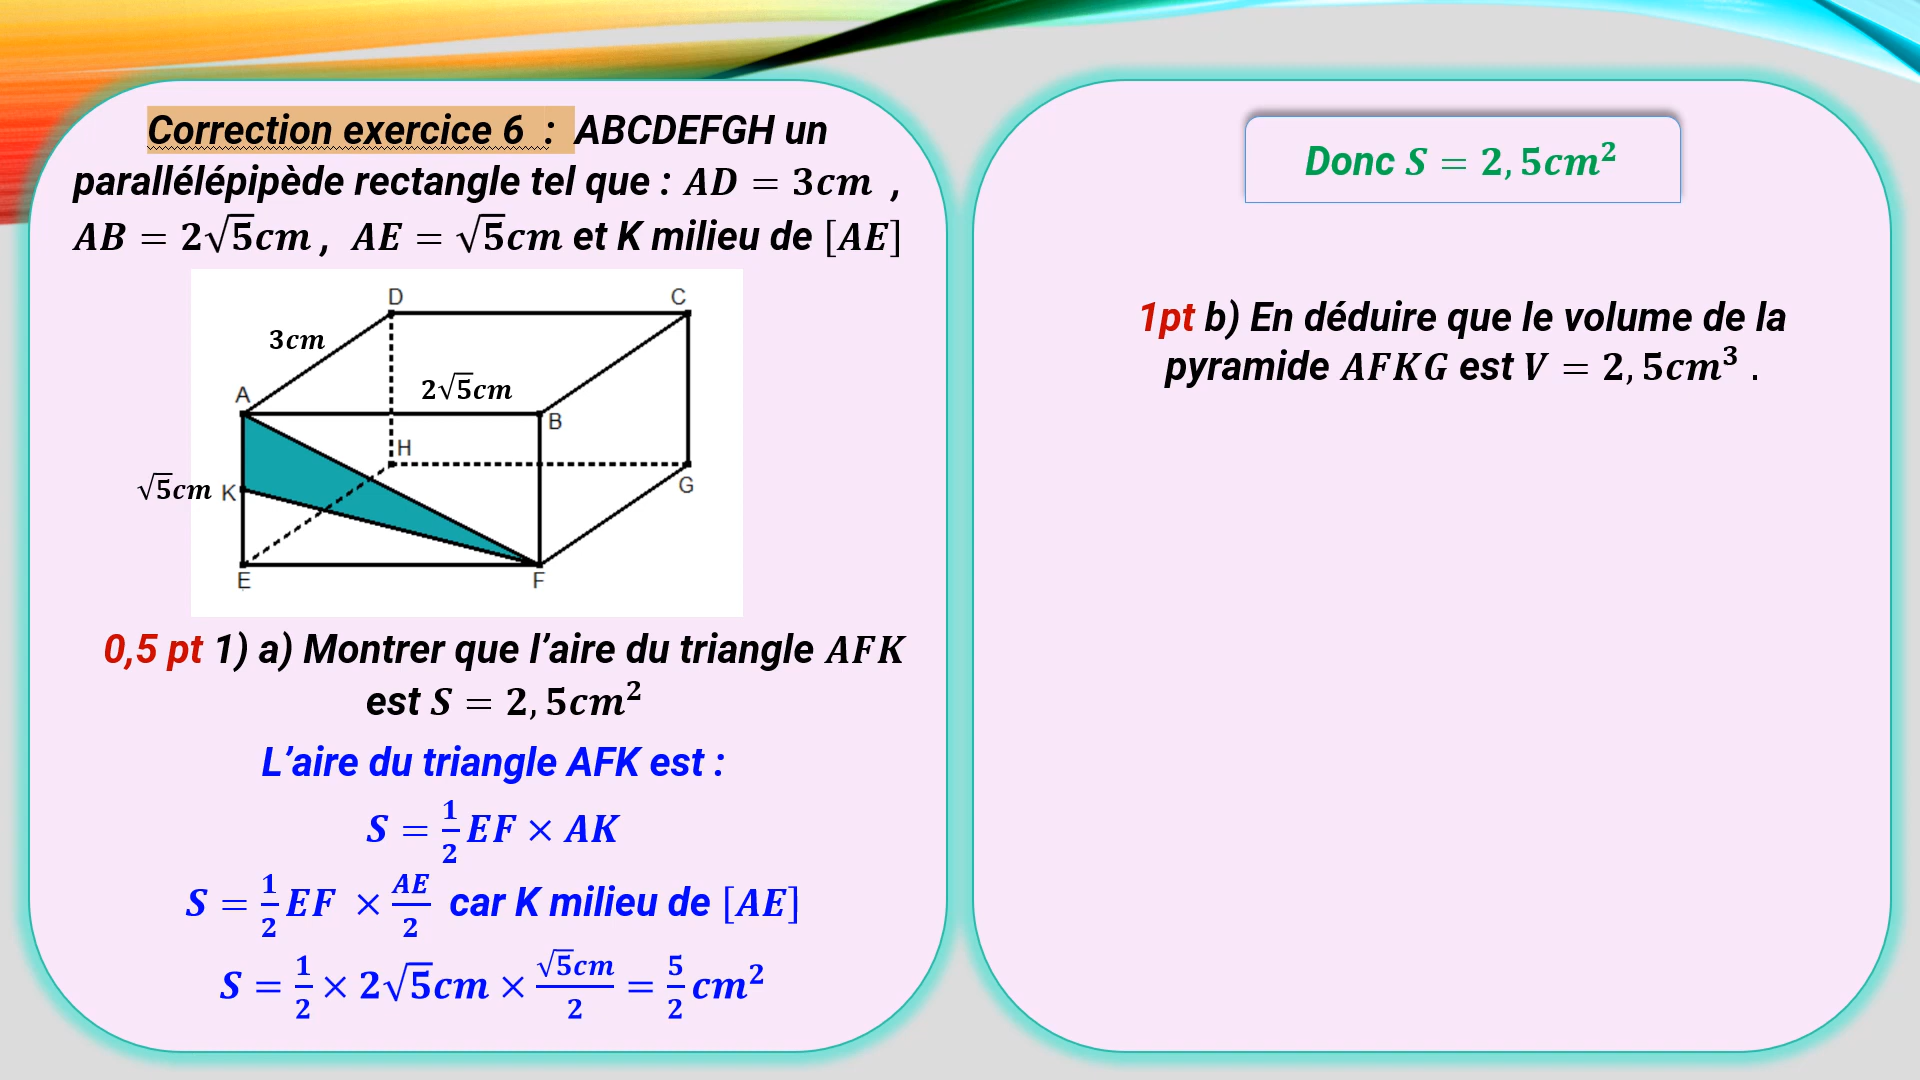 Correction exercice 6 : ABCDEFGH un
parallélépipède rectangle tel que : AD = 3cm ,
AB = 2√5cm , AE = √5cm et K milieu de [AE]
D
C
3cm
A
2√5cm
B
H
√5cm K
G
E
F
0,5 pt 1) a) Montrer que l’aire du triangle AFK
est S = 2,5cm²
L’aire du triangle AFK est :
S = 1/2 EF × AK
S = 1/2 EF × AE/2 car K milieu de [AE]
S = 1/2 × 2√5cm × √5cm/2 = 5/2 cm²
Donc S = 2,5cm²
1pt b) En déduire que le volume de la
pyramide AFKG est V = 2,5cm³ .